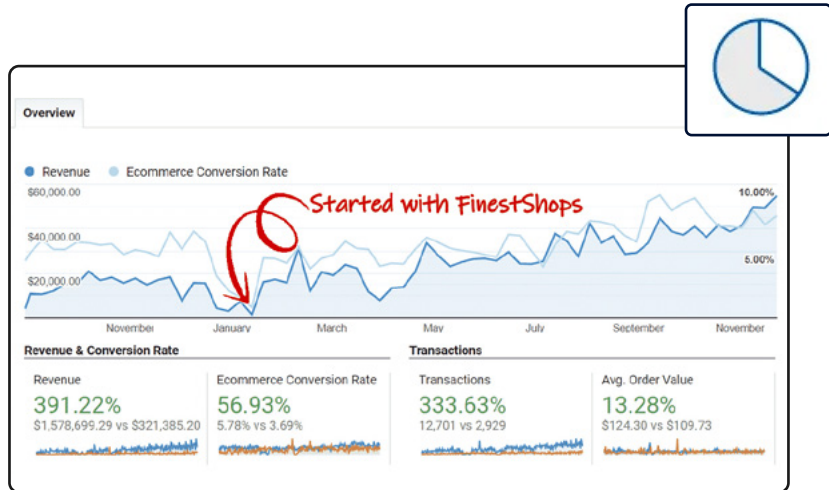 Overview
Revenue Ecommerce Conversion Rate
$60,000.00
10.00%
Started with FinestShops
$40,000.00
5.00%
$20,000.00
November January March May July September November
Revenue & Conversion Rate
Transactions
Revenue
Ecommerce Conversion Rate
Transactions
Avg. Order Value
391.22%
56.93%
333.63%
13.28%
$1,578,699.29 vs $321,385.20
5.78% vs 3.69%
12,701 vs 2,929
$124.30 vs $109.73